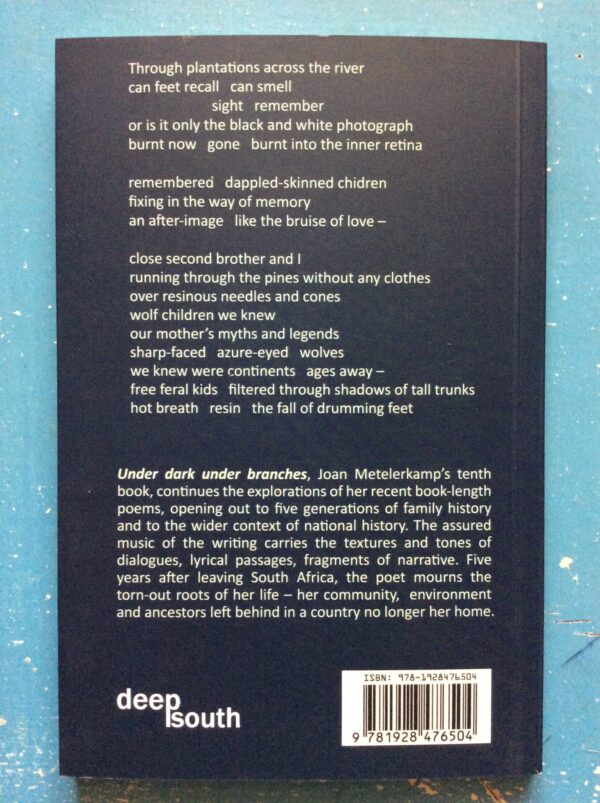 Through plantations across the river
can feet recall   can smell
sight   remember
or is it only the black and white photograph
burnt now   gone   burnt into the inner retina
remembered   dappled-skinned chidren
fixing in the way of memory
an after-image   like the bruise of love –
close second brother and I
running through the pines without any clothes
over resinous needles and cones
wolf children we knew
our mother's myths and legends
sharp-faced   azure-eyed   wolves
we knew were continents   ages away –
free feral kids   filtered through shadows of tall trunks
hot breath   resin   the fall of drumming feet
Under dark under branches, Joan Metelerkamp's tenth
book, continues the explorations of her recent book-length
poems, opening out to five generations of family history
and to the wider context of national history. The assured
music of the writing carries the textures and tones of
dialogues, lyrical passages, fragments of narrative. Five
years after leaving South Africa, the poet mourns the
torn-out roots of her life – her community, environment
and ancestors left behind in a country no longer her home.
deep south
ISBN: 978-1928476504
9 781928 476504